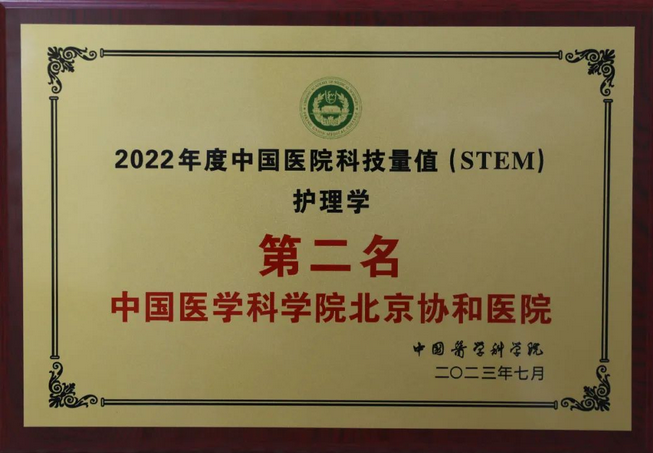 2022年度中国医院科技量值(STEM)
护理学
第二名
中国医学科学院北京协和医院
中国医学科学院
二〇二三年七月